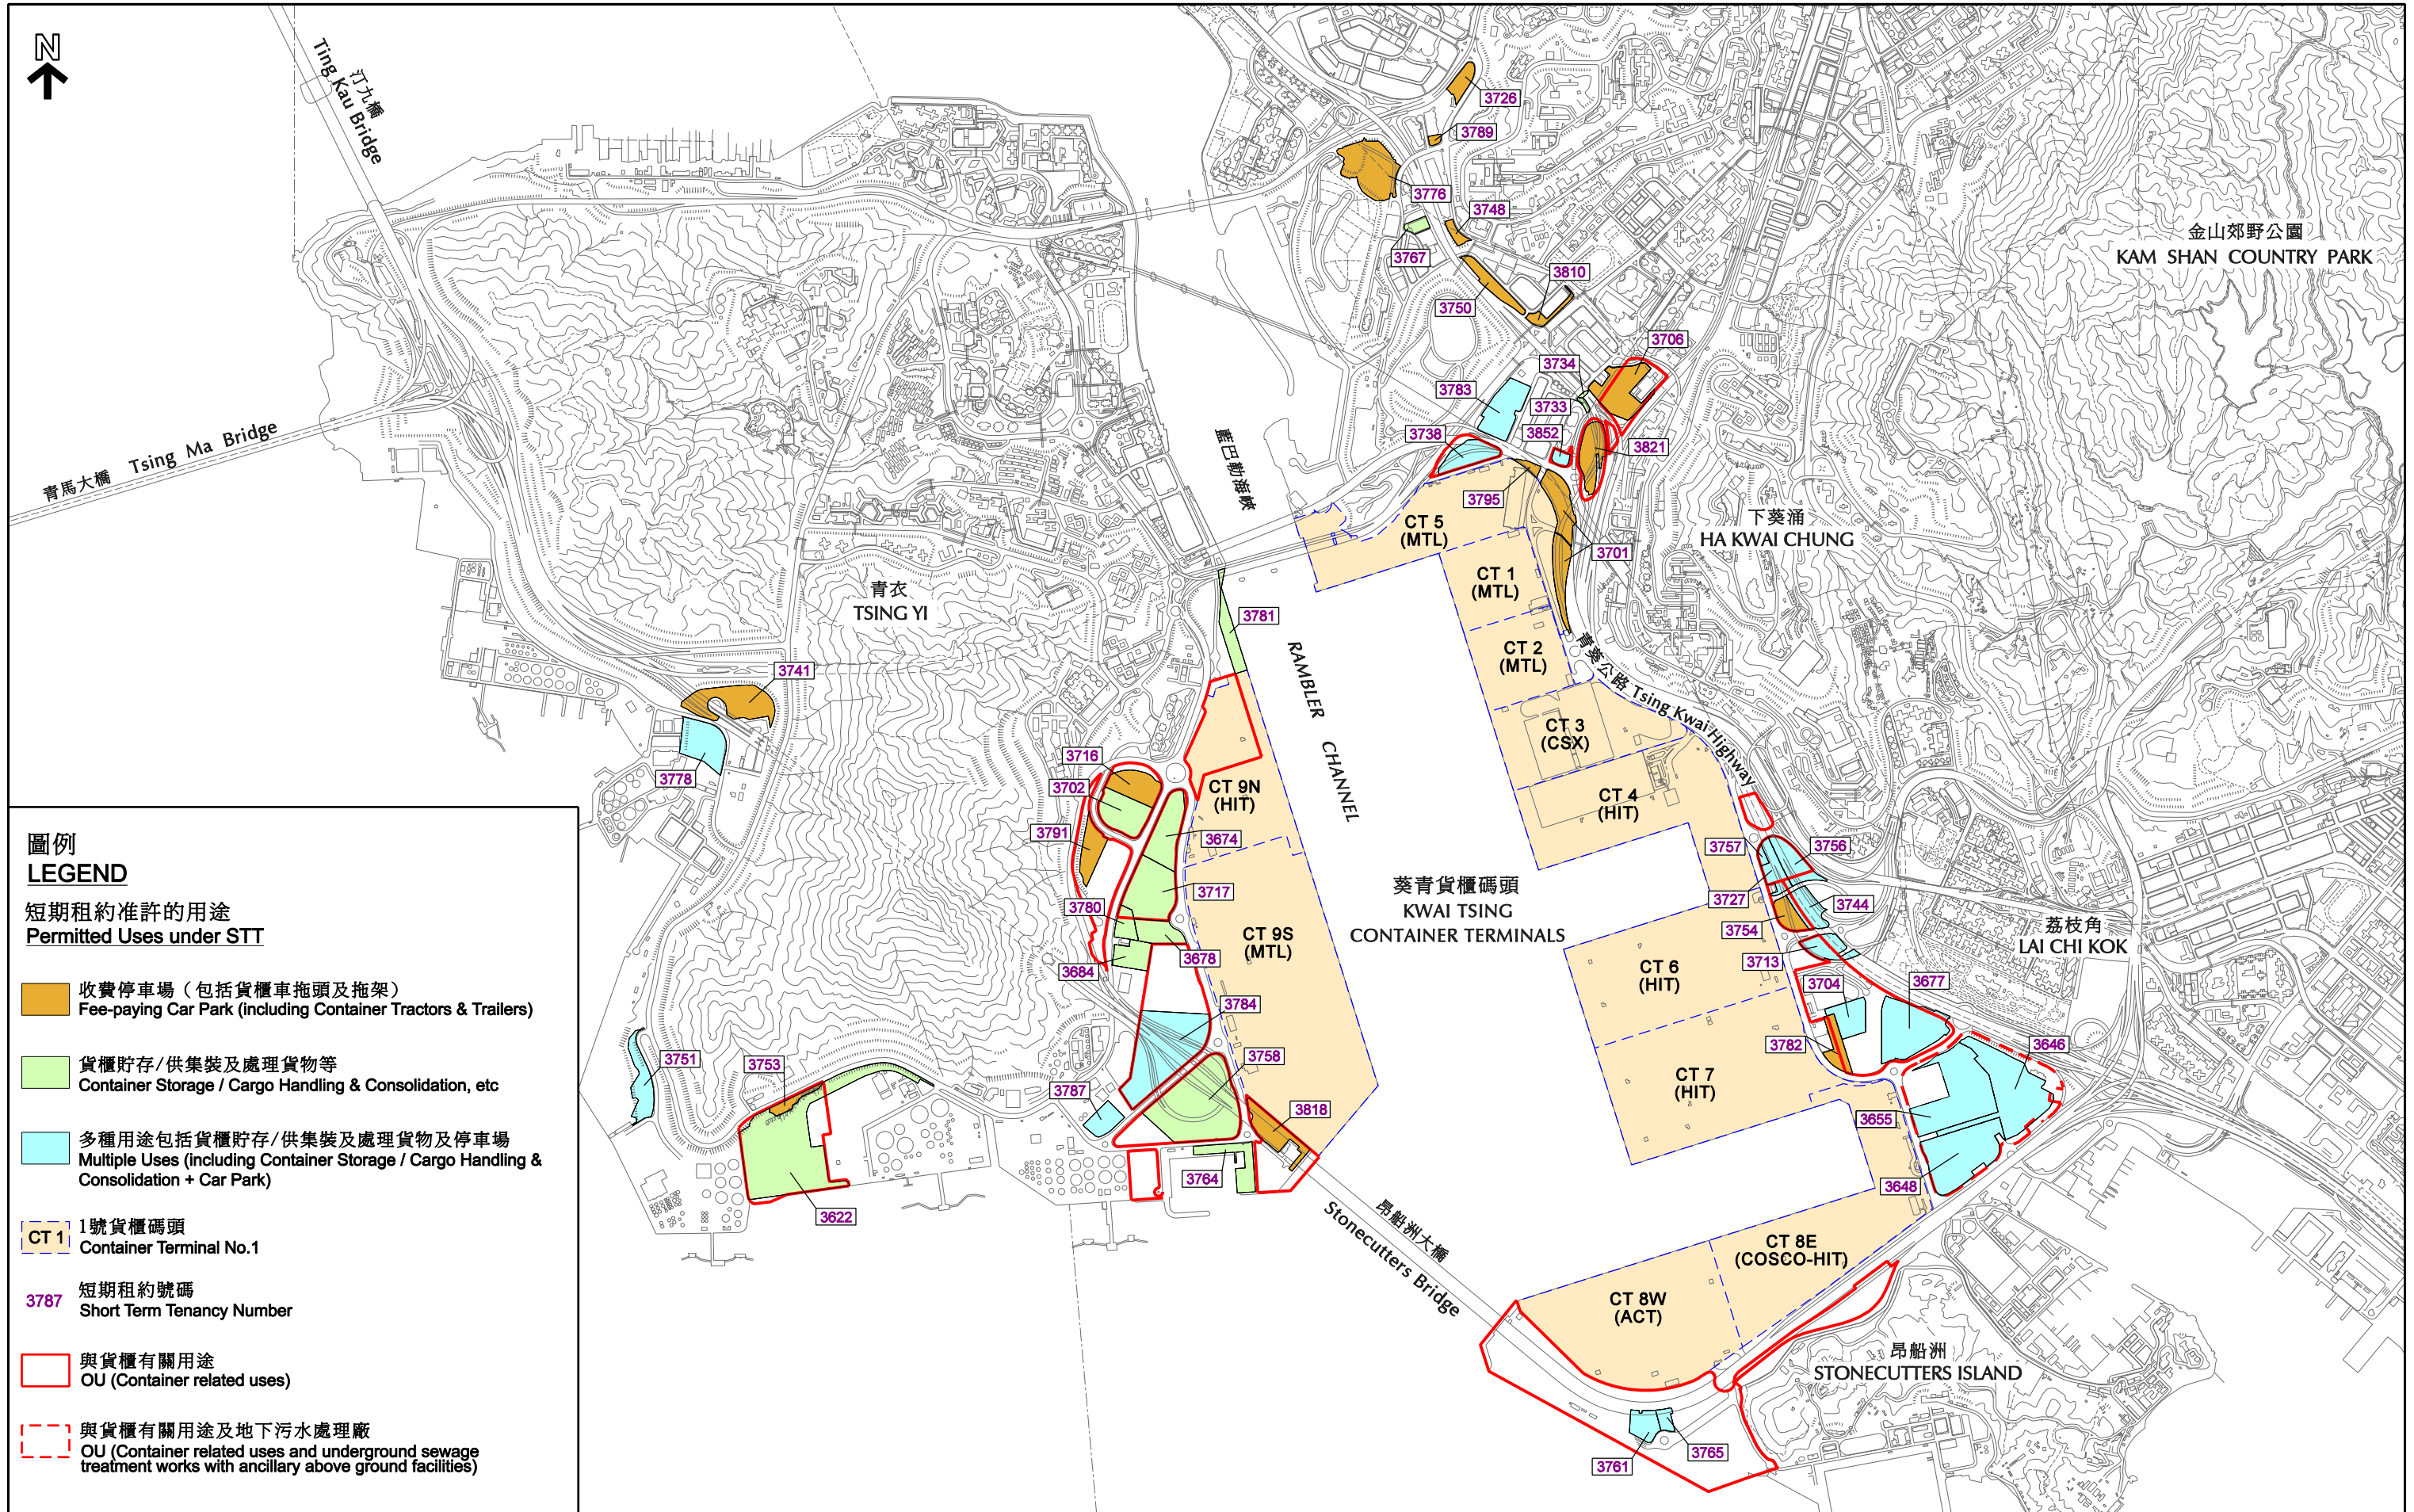 N
汀九橋
Ting Kau Bridge
3726
3789
3776
3748
3767
金山郊野公園
KAM SHAN COUNTRY PARK
3810
3750
3706
3734
3783
3733
3738
3852
3821
青馬大橋 Tsing Ma Bridge
藍巴勒海峽
3795
CT 5
(MTL)
下葵涌
HA KWAI CHUNG
3701
CT 1
(MTL)
青衣
TSING YI
3781
RAMBLER CHANNEL
CT 2
(MTL)
青葵公路 Tsing Kwai Highway
3741
CT 3
(CSX)
3716
3778
3702
CT 9N
(HIT)
CT 4
(HIT)
3791
3674
3757
3756
3717
葵青貨櫃碼頭
KWAI TSING
CONTAINER TERMINALS
3727
3744
3780
CT 9S
(MTL)
3754
荔枝角
LAI CHI KOK
3678
3684
CT 6
(HIT)
3713
3704
3677
3784
3782
3646
3751
3753
3758
CT 7
(HIT)
3787
3818
3655
3764
3648
3622
昂船洲大橋
Stonecutters Bridge
CT 8E
(COSCO-HIT)
CT 8W
(ACT)
昂船洲
STONECUTTERS ISLAND
3765
3761
圖例
LEGEND
短期租約准許的用途
Permitted Uses under STT
收費停車場（包括貨櫃車拖頭及拖架）
Fee-paying Car Park (including Container Tractors & Trailers)
貨櫃貯存/供集裝及處理貨物等
Container Storage / Cargo Handling & Consolidation, etc
多種用途包括貨櫃貯存/供集裝及處理貨物及停車場
Multiple Uses (including Container Storage / Cargo Handling &
Consolidation + Car Park)
CT 1
1號貨櫃碼頭
Container Terminal No.1
3787
短期租約號碼
Short Term Tenancy Number
與貨櫃有關用途
OU (Container related uses)
與貨櫃有關用途及地下污水處理廠
OU (Container related uses and underground sewage
treatment works with ancillary above ground facilities)